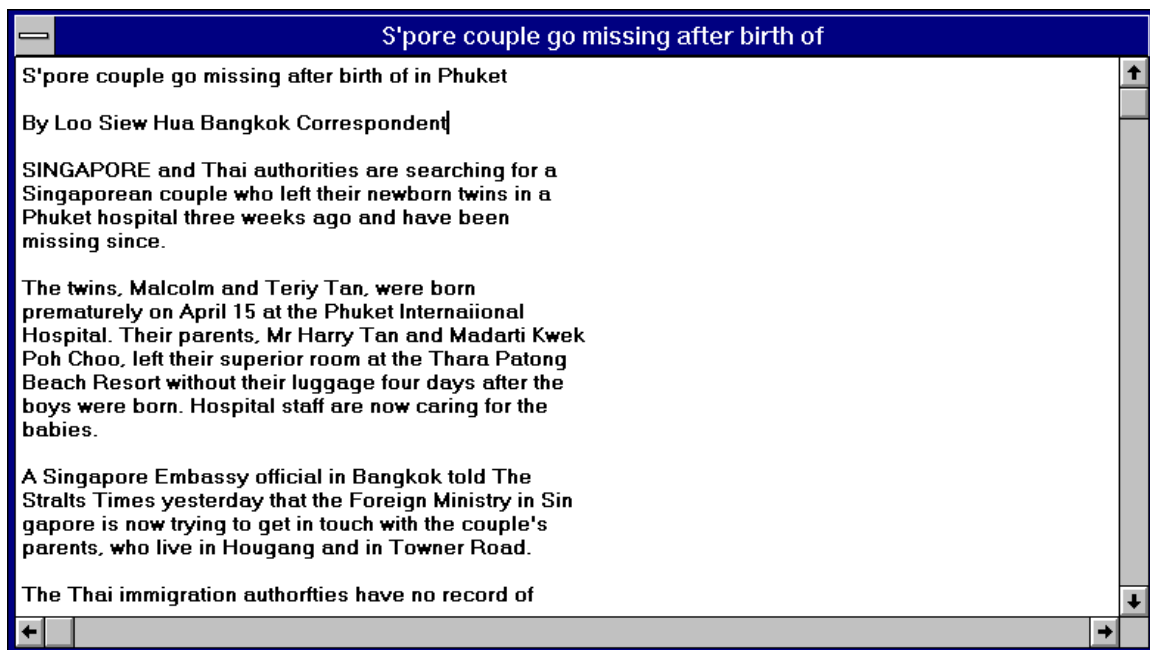 S'pore couple go missing after birth of
S'pore couple go missing after birth of in Phuket
By Loo Siew Hua Bangkok Correspondent
SINGAPORE and Thai authorities are searching for a
Singaporean couple who left their newborn twins in a
Phuket hospital three weeks ago and have been
missing since.
The twins, Malcolm and Teriy Tan, were born
prematurely on April 15 at the Phuket Internaiional
Hospital. Their parents, Mr Harry Tan and Madarti Kwek
Poh Choo, left their superior room at the Thara Patong
Beach Resort without their luggage four days after the
boys were born. Hospital staff are now caring for the
babies.
A Singapore Embassy official in Bangkok told The
Stralts Times yesterday that the Foreign Ministry in Sin
gapore is now trying to get in touch with the couple's
parents, who live in Hougang and in Towner Road.
The Thai immigration authorfties have no record of